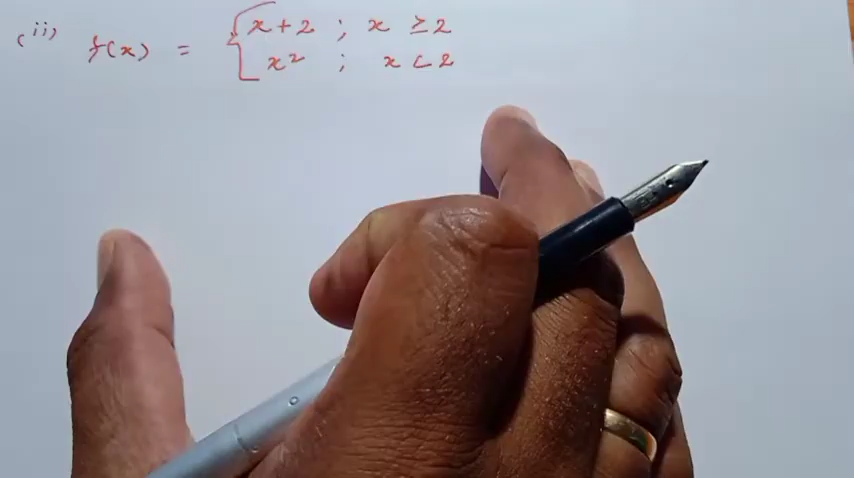 (ii) f(x) = { x + 2 ; x ≥ 2
x² ; x < 2